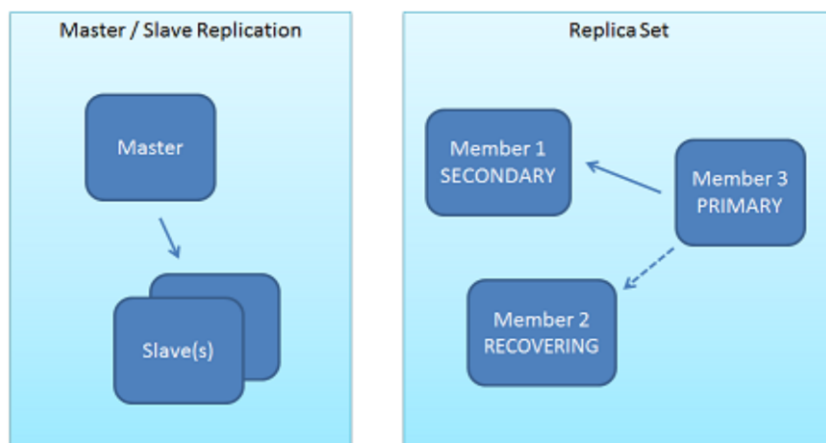 Master / Slave Replication
Master
Slave(s)
Replica Set
Member 1
SECONDARY
Member 3
PRIMARY
Member 2
RECOVERING